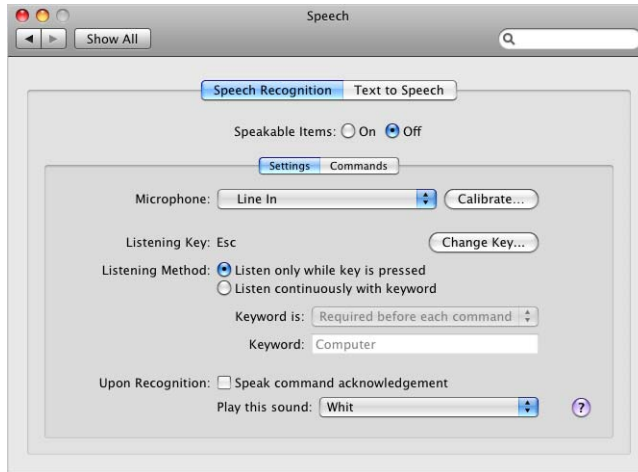 Speech
Show All
Speech Recognition Text to Speech
Speakable Items: On Off
Settings Commands
Microphone: Line In Calibrate...
Listening Key: Esc Change Key...
Listening Method: Listen only while key is pressed
Listen continuously with keyword
Keyword is: Required before each command
Keyword: Computer
Upon Recognition: Speak command acknowledgement
Play this sound: Whit ?